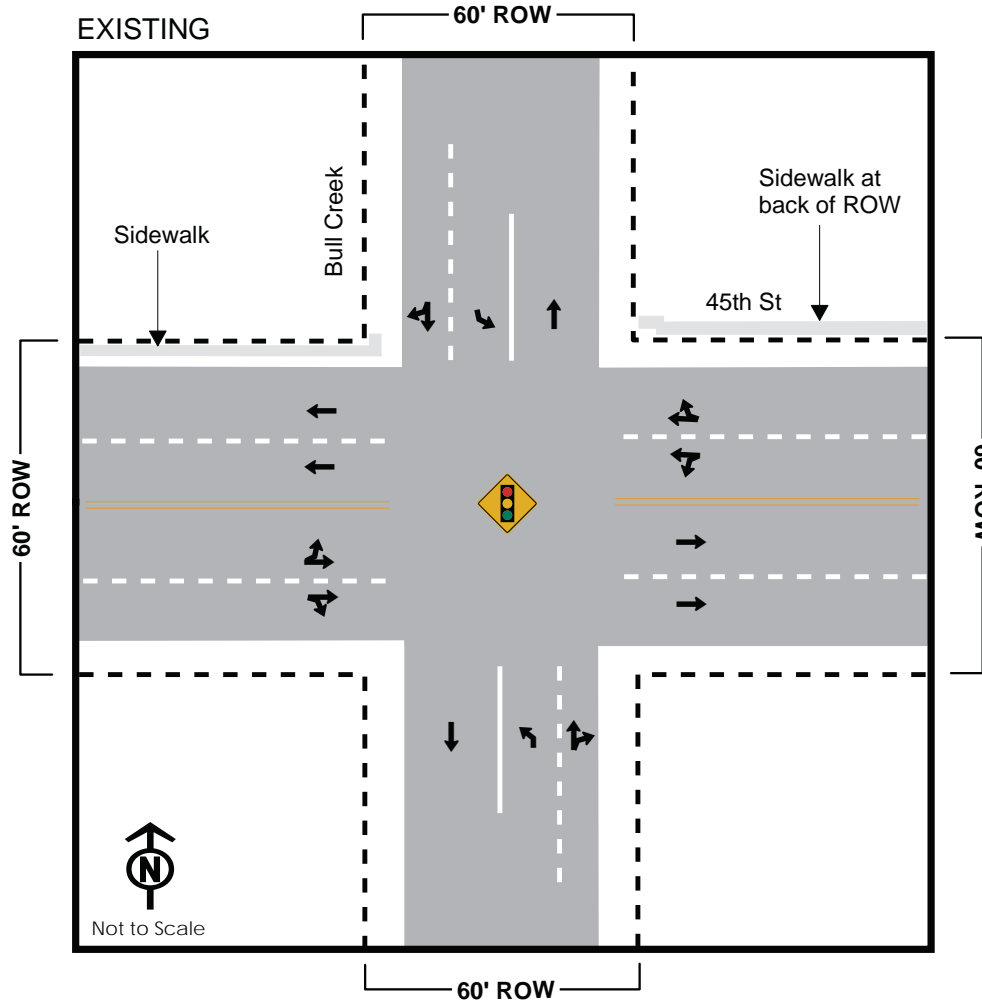 60' ROW
EXISTING
Bull Creek
Sidewalk at
back of ROW
Sidewalk
45th St
60' ROW
60' ROW
N
Not to Scale
60' ROW